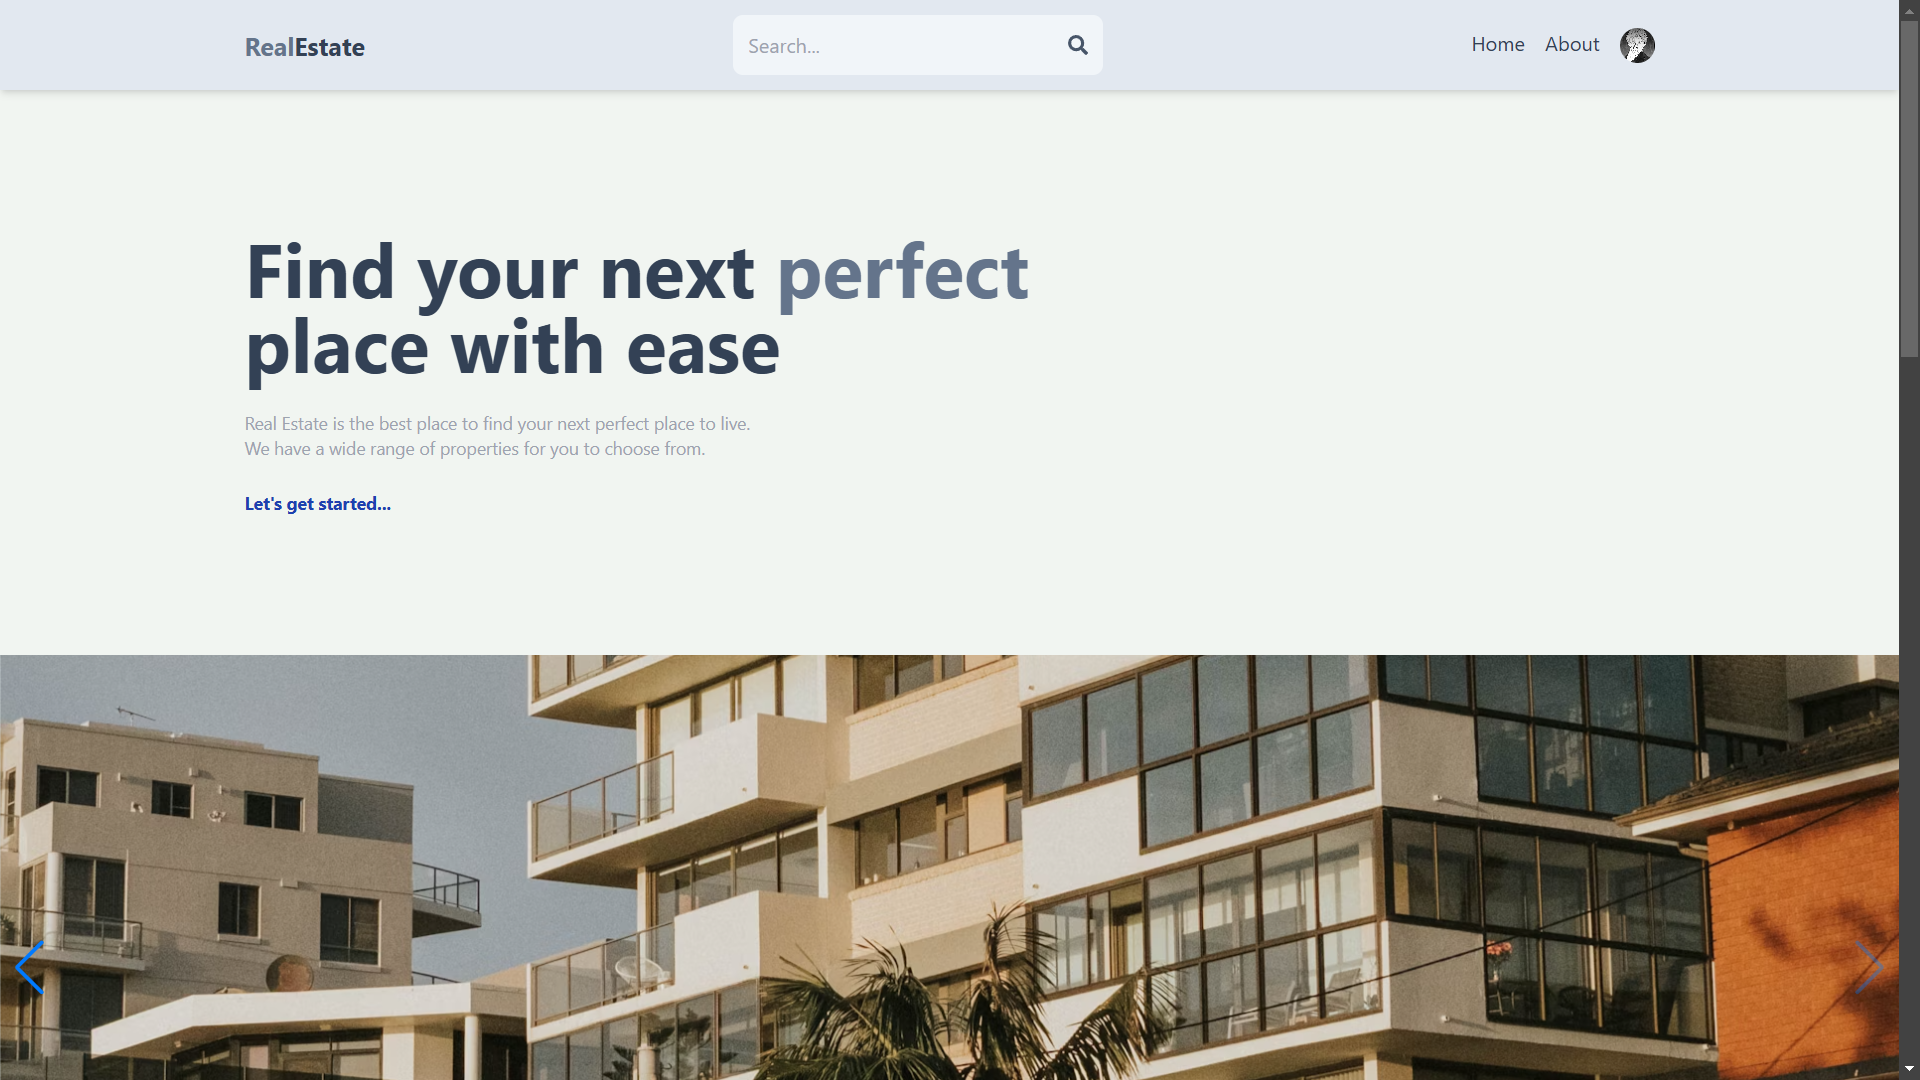 RealEstate
Search...
Home
About
Find your next perfect
place with ease
Real Estate is the best place to find your next perfect place to live.
We have a wide range of properties for you to choose from.
Let's get started...